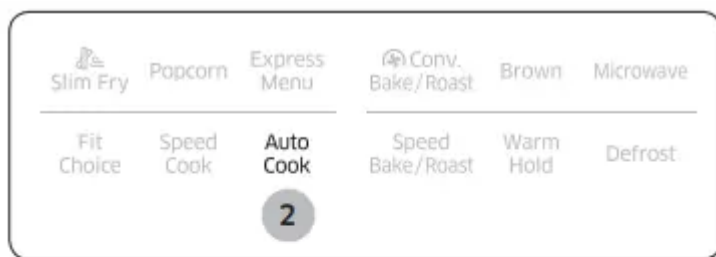 Slim Fry
Popcorn
Express
Menu
Conv.
Bake/Roast
Brown
Microwave
Fit
Choice
Speed
Cook
Auto
Cook
Speed
Bake/Roast
Warm
Hold
Defrost
2